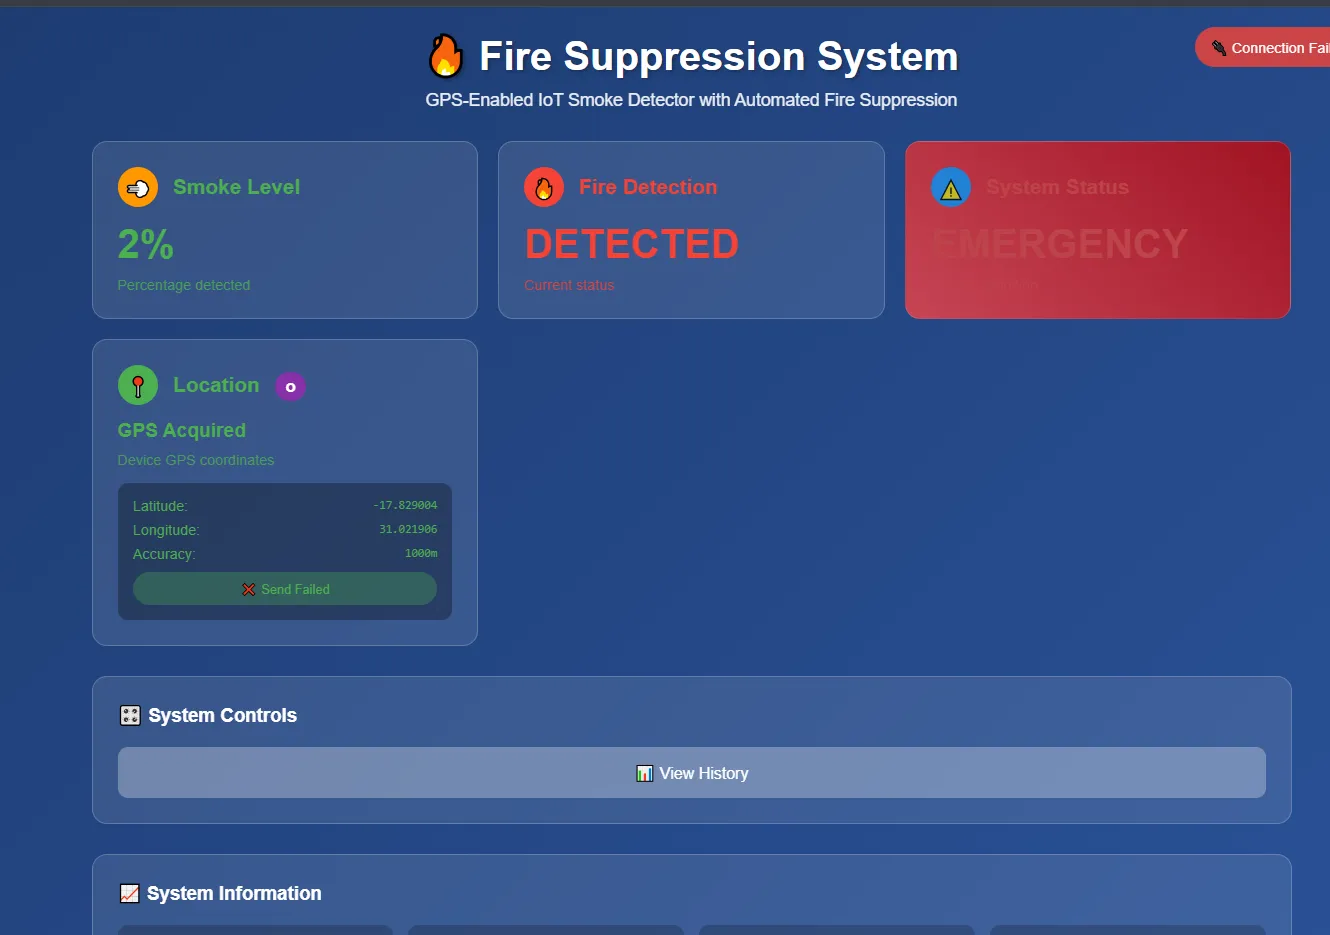 Fire Suppression System
Connection Fail
GPS-Enabled IoT Smoke Detector with Automated Fire Suppression
Smoke Level
2%
Percentage detected
Fire Detection
DETECTED
Current status
System Status
EMERGENCY
Location
o
GPS Acquired
Device GPS coordinates
Latitude: -17.829004
Longitude: 31.021906
Accuracy: 1000m
Send Failed
System Controls
View History
System Information